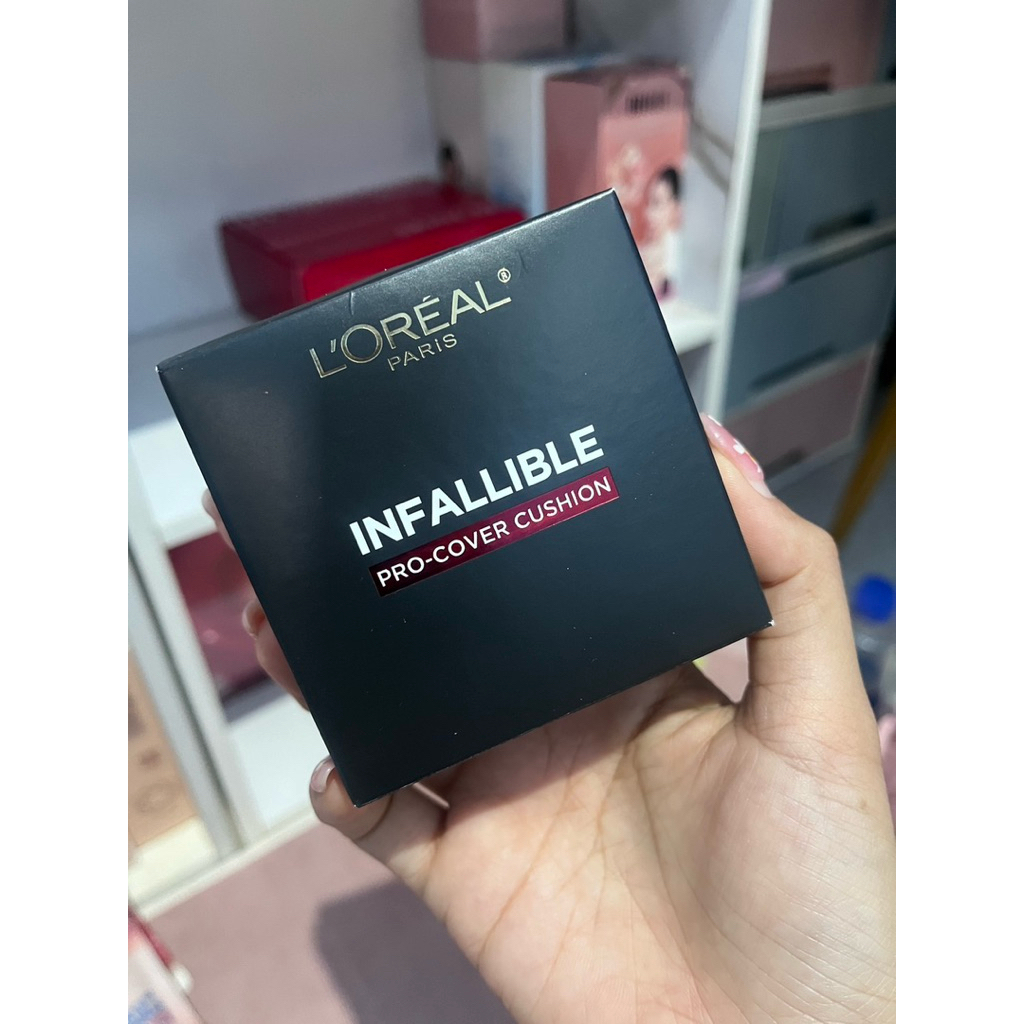 L'ORÉAL®
PARiS
INFALLIBLE
PRO-COVER CUSHION